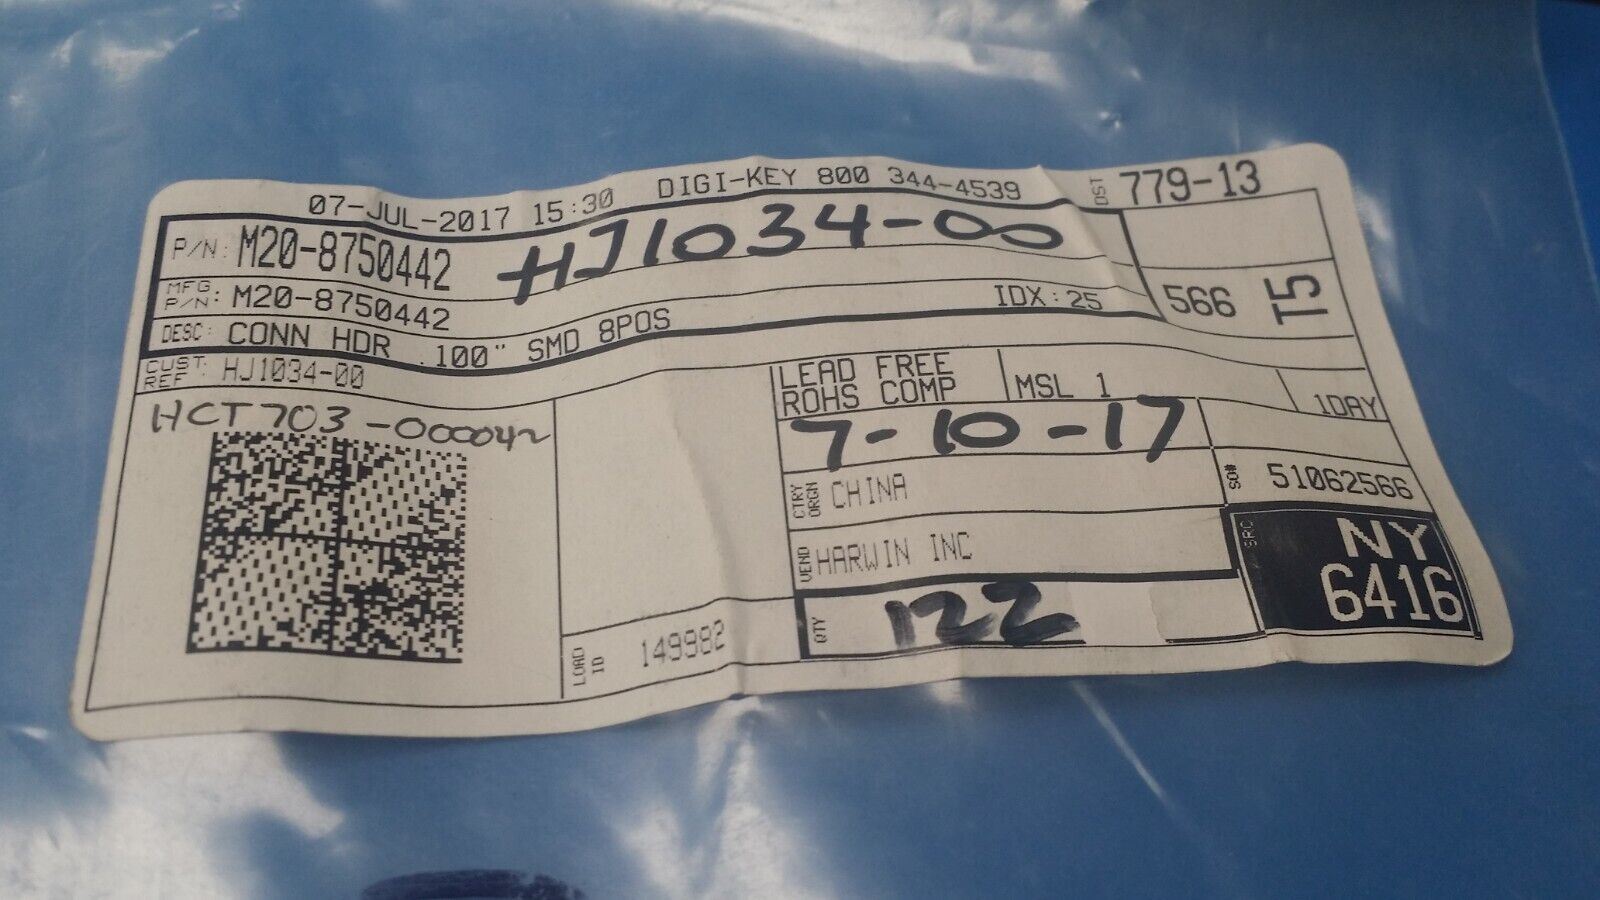 07-JUL-2017 15:30 DIGI-KEY 800 344-4539 DST 779-13
P/N: M20-8750442 HJ1034-00
MFG P/N: M20-8750442 IDX:25 566 T5
DESC: CONN HDR .100" SMD 8POS
CUST REF: HJ1034-00
LEAD FREE
ROHS COMP MSL 1 1DAY
HCT703-000042
7-10-17
CTRY ORGN CHINA SO# 51062566
VEND HARWIN INC SRC NY
6416
QTY 122
LOAD ID 149982